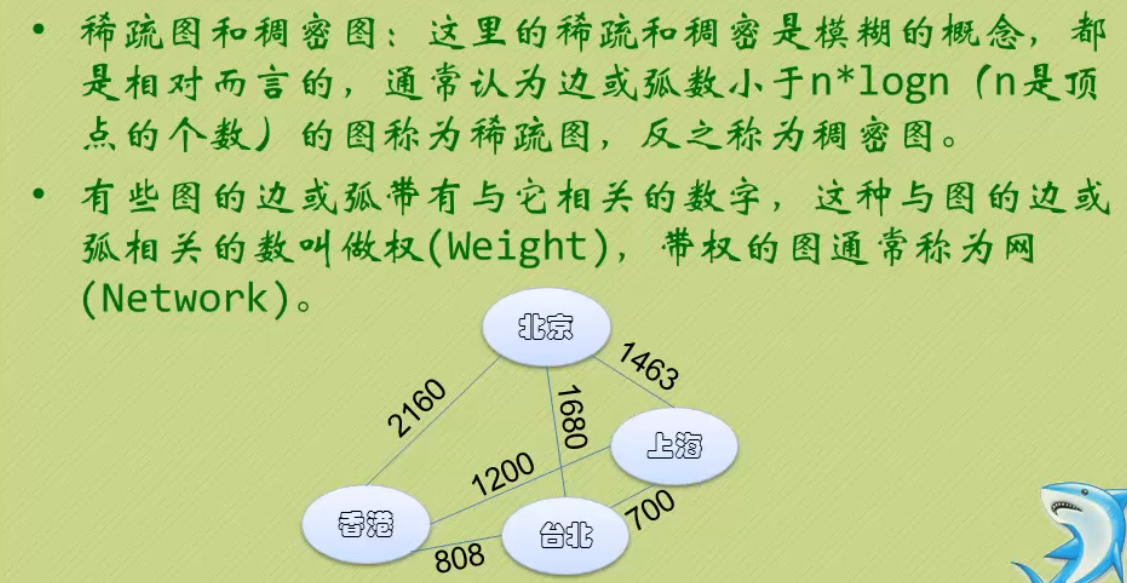 • 稀疏图和稠密图：这里的稀疏和稠密是模糊的概念，都
是相对而言的，通常认为边或弧数小于n*logn（n是顶
点的个数）的图称为稀疏图，反之称为稠密图。
• 有些图的边或弧带有与它相关的数字，这种与图的边或
弧相关的数叫做权(Weight)，带权的图通常称为网
(Network)。
北京
1463
2160
1680
上海
1200
香港
台北
700
808